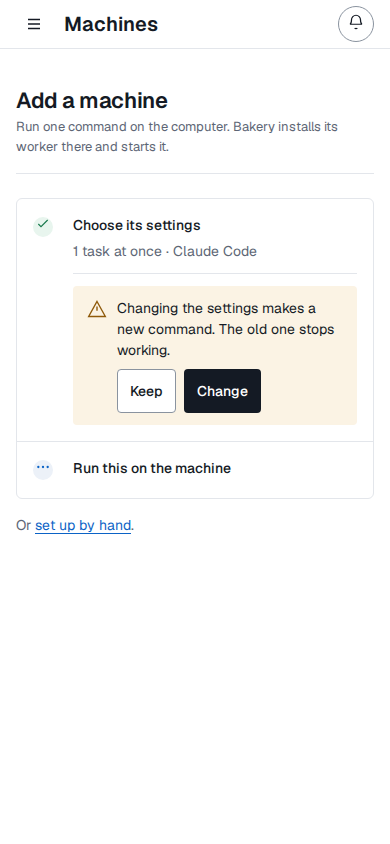 Machines
Add a machine
Run one command on the computer. Bakery installs its
worker there and starts it.
Choose its settings
1 task at once · Claude Code
Changing the settings makes a
new command. The old one stops
working.
Keep
Change
Run this on the machine
Or set up by hand.